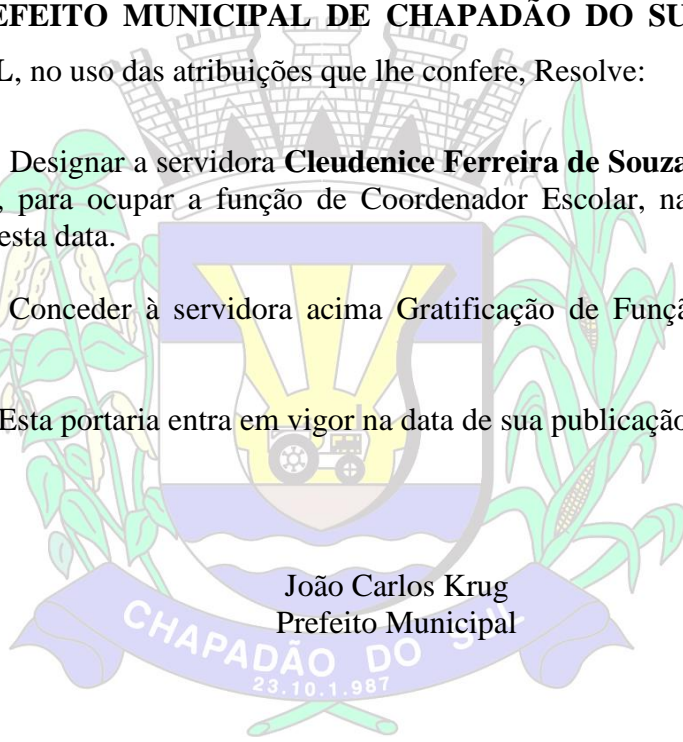 EFEITO MUNICIPAL DE CHAPADÃO DO SU
L, no uso das atribuições que lhe confere, Resolve:
Designar a servidora Cleudenice Ferreira de Souza
, para ocupar a função de Coordenador Escolar, na
esta data.
Conceder à servidora acima Gratificação de Funçã
Esta portaria entra em vigor na data de sua publicação
João Carlos Krug
Prefeito Municipal
CHAPADÃO DO SUL
23.10.1.987